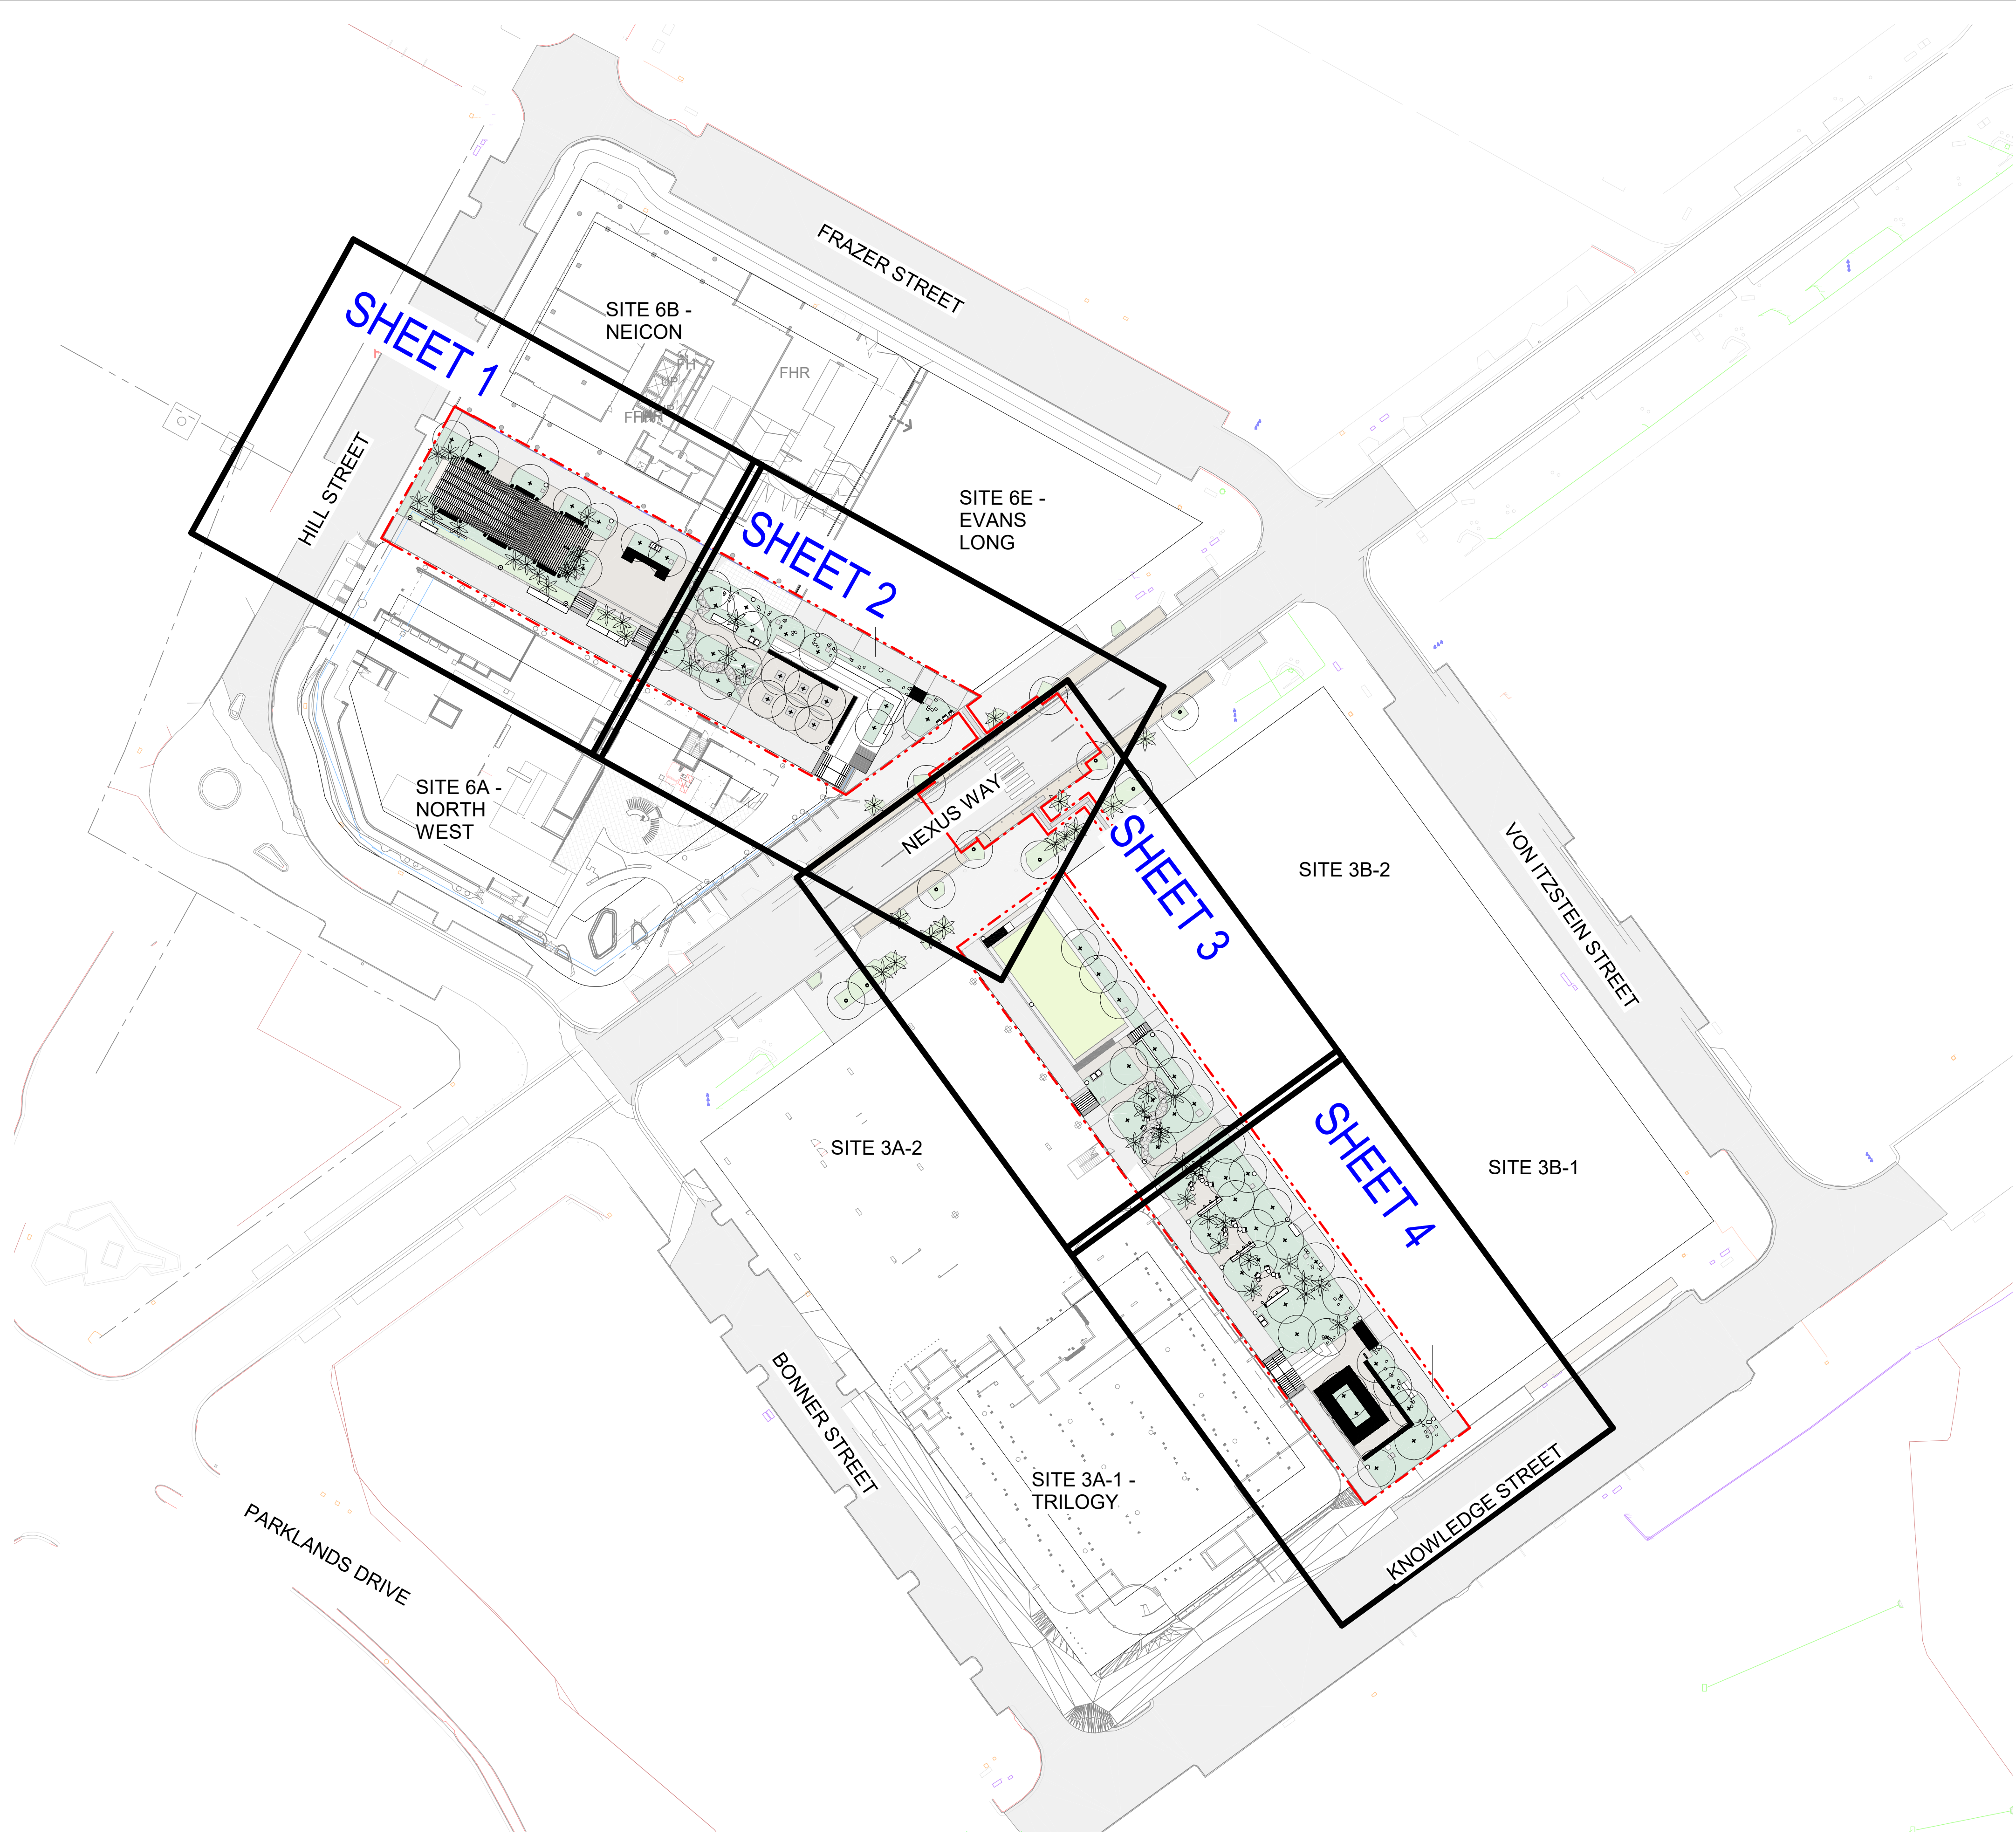 FRAZER STREET
SHEET 1
SITE 6B -
NEICON
FH
UP
FHR
HILL STREET
SHEET 2
SITE 6E -
EVANS
LONG
SITE 6A -
NORTH
WEST
NEXUS WAY
SHEET 3
SITE 3B-2
VON ITZSTEIN STREET
SITE 3A-2
SHEET 4
SITE 3B-1
BONNER STREET
SITE 3A-1 -
TRILOGY
KNOWLEDGE STREET
PARKLANDS DRIVE